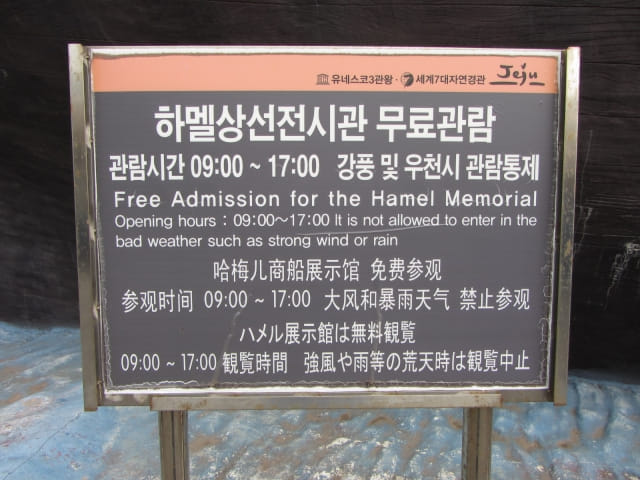 유네스코3관왕 · 세계7대자연경관 Jeju
하멜상선전시관 무료관람
관람시간 09:00 ~ 17:00 강풍 및 우천시 관람통제
Free Admission for the Hamel Memorial
Opening hours : 09:00～17:00 It is not allowed to enter in the
bad weather such as strong wind or rain
哈梅儿商船展示馆 免费参观
参观时间 09:00 ~ 17:00 大风和暴雨天气 禁止参观
ハメル展示館は無料観覧
09:00 ~ 17:00 観覧時間 強風や雨等の荒天時は観覧中止